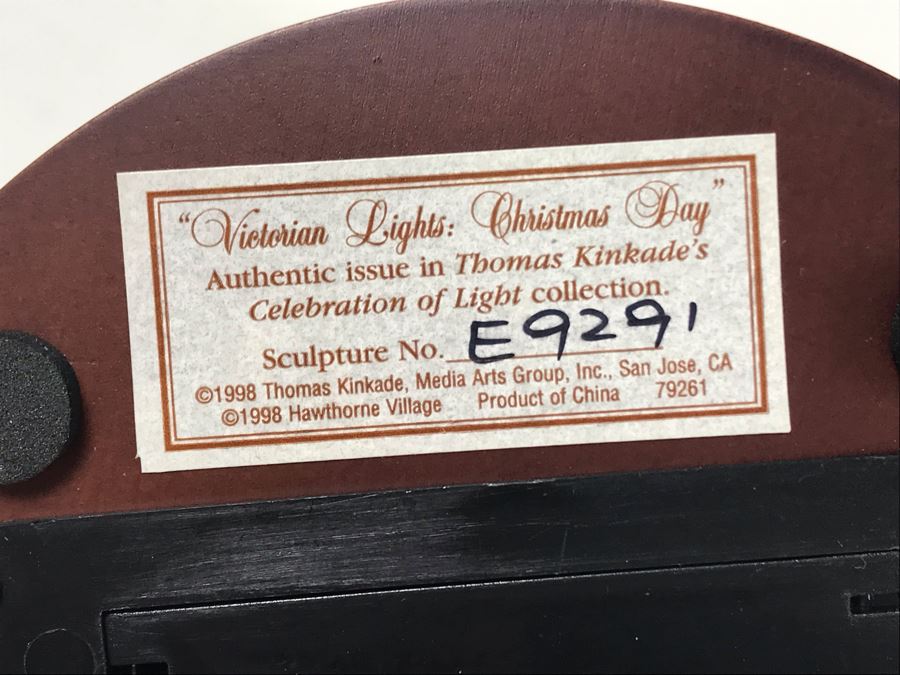 “Victorian Lights: Christmas Day”
Authentic issue in Thomas Kinkade's
Celebration of Light collection.
Sculpture No. E9291
©1998 Thomas Kinkade, Media Arts Group, Inc., San Jose, CA
©1998 Hawthorne Village Product of China 79261